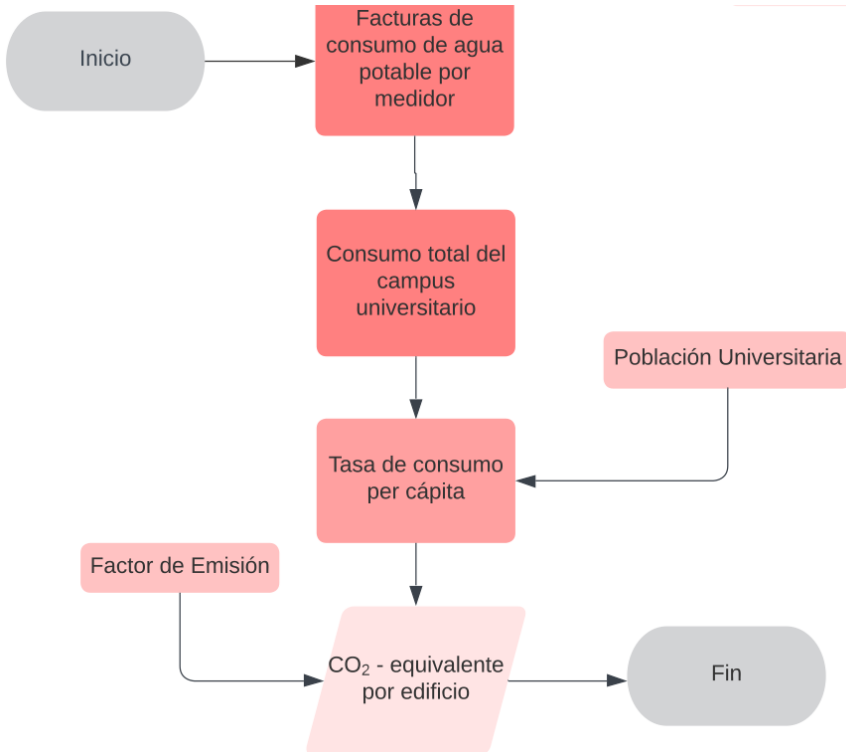 Inicio
Facturas de
consumo de agua
potable por
medidor
Consumo total del
campus
universitario
Población Universitaria
Tasa de consumo
per cápita
Factor de Emisión
CO₂ - equivalente
por edificio
Fin